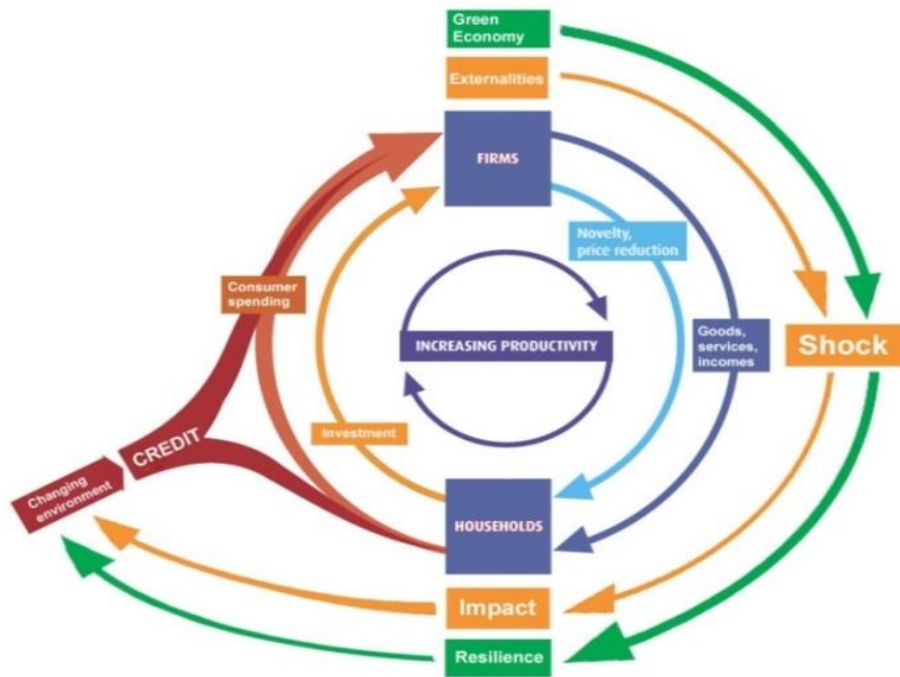 Green
Economy
Externalities
FIRMS
Novelty,
price reduction
Consumer
spending
Goods,
services,
incomes
INCREASING PRODUCTIVITY
Shock
Investment
CREDIT
Changing
environment
HOUSEHOLDS
Impact
Resilience